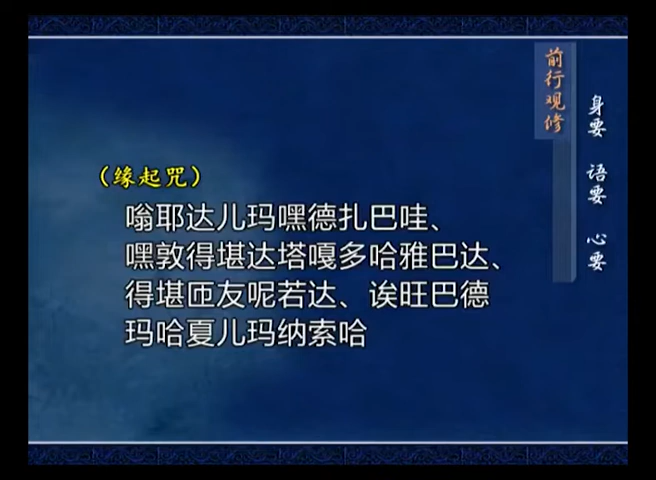 前行观修
身要 语要 心要
（缘起咒）
嗡耶达儿玛嘿德扎巴哇、
嘿敦得堪达塔嘎多哈雅巴达、
得堪匝友呢若达、诶旺巴德
玛哈夏儿玛纳索哈